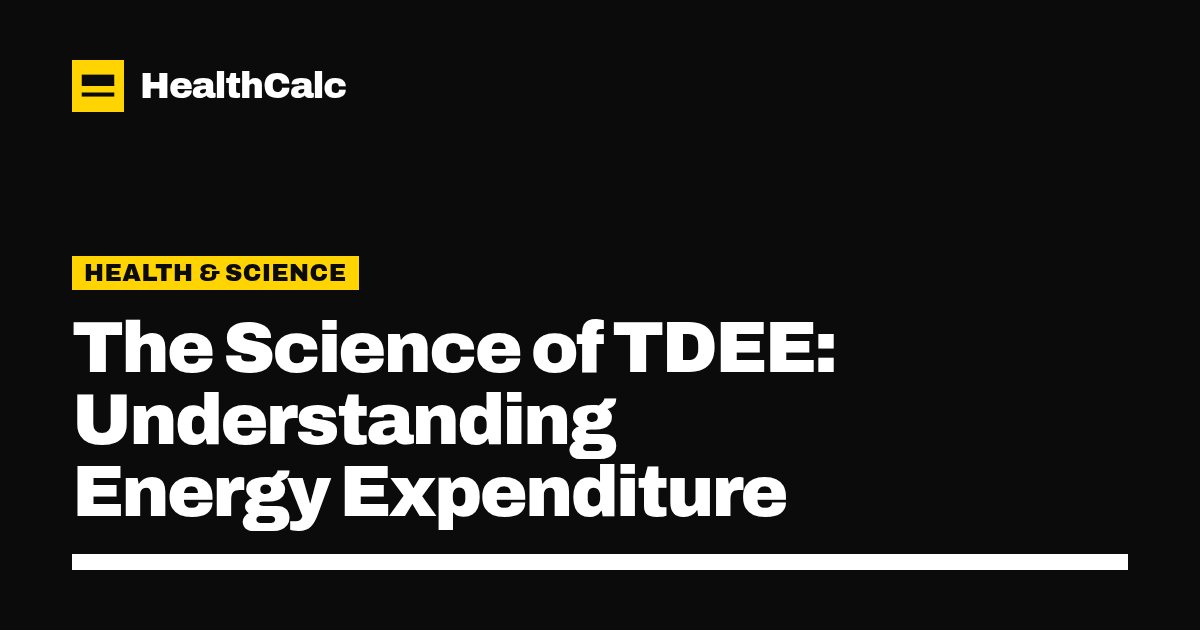 HealthCalc
HEALTH & SCIENCE
The Science of TDEE:
Understanding
Energy Expenditure